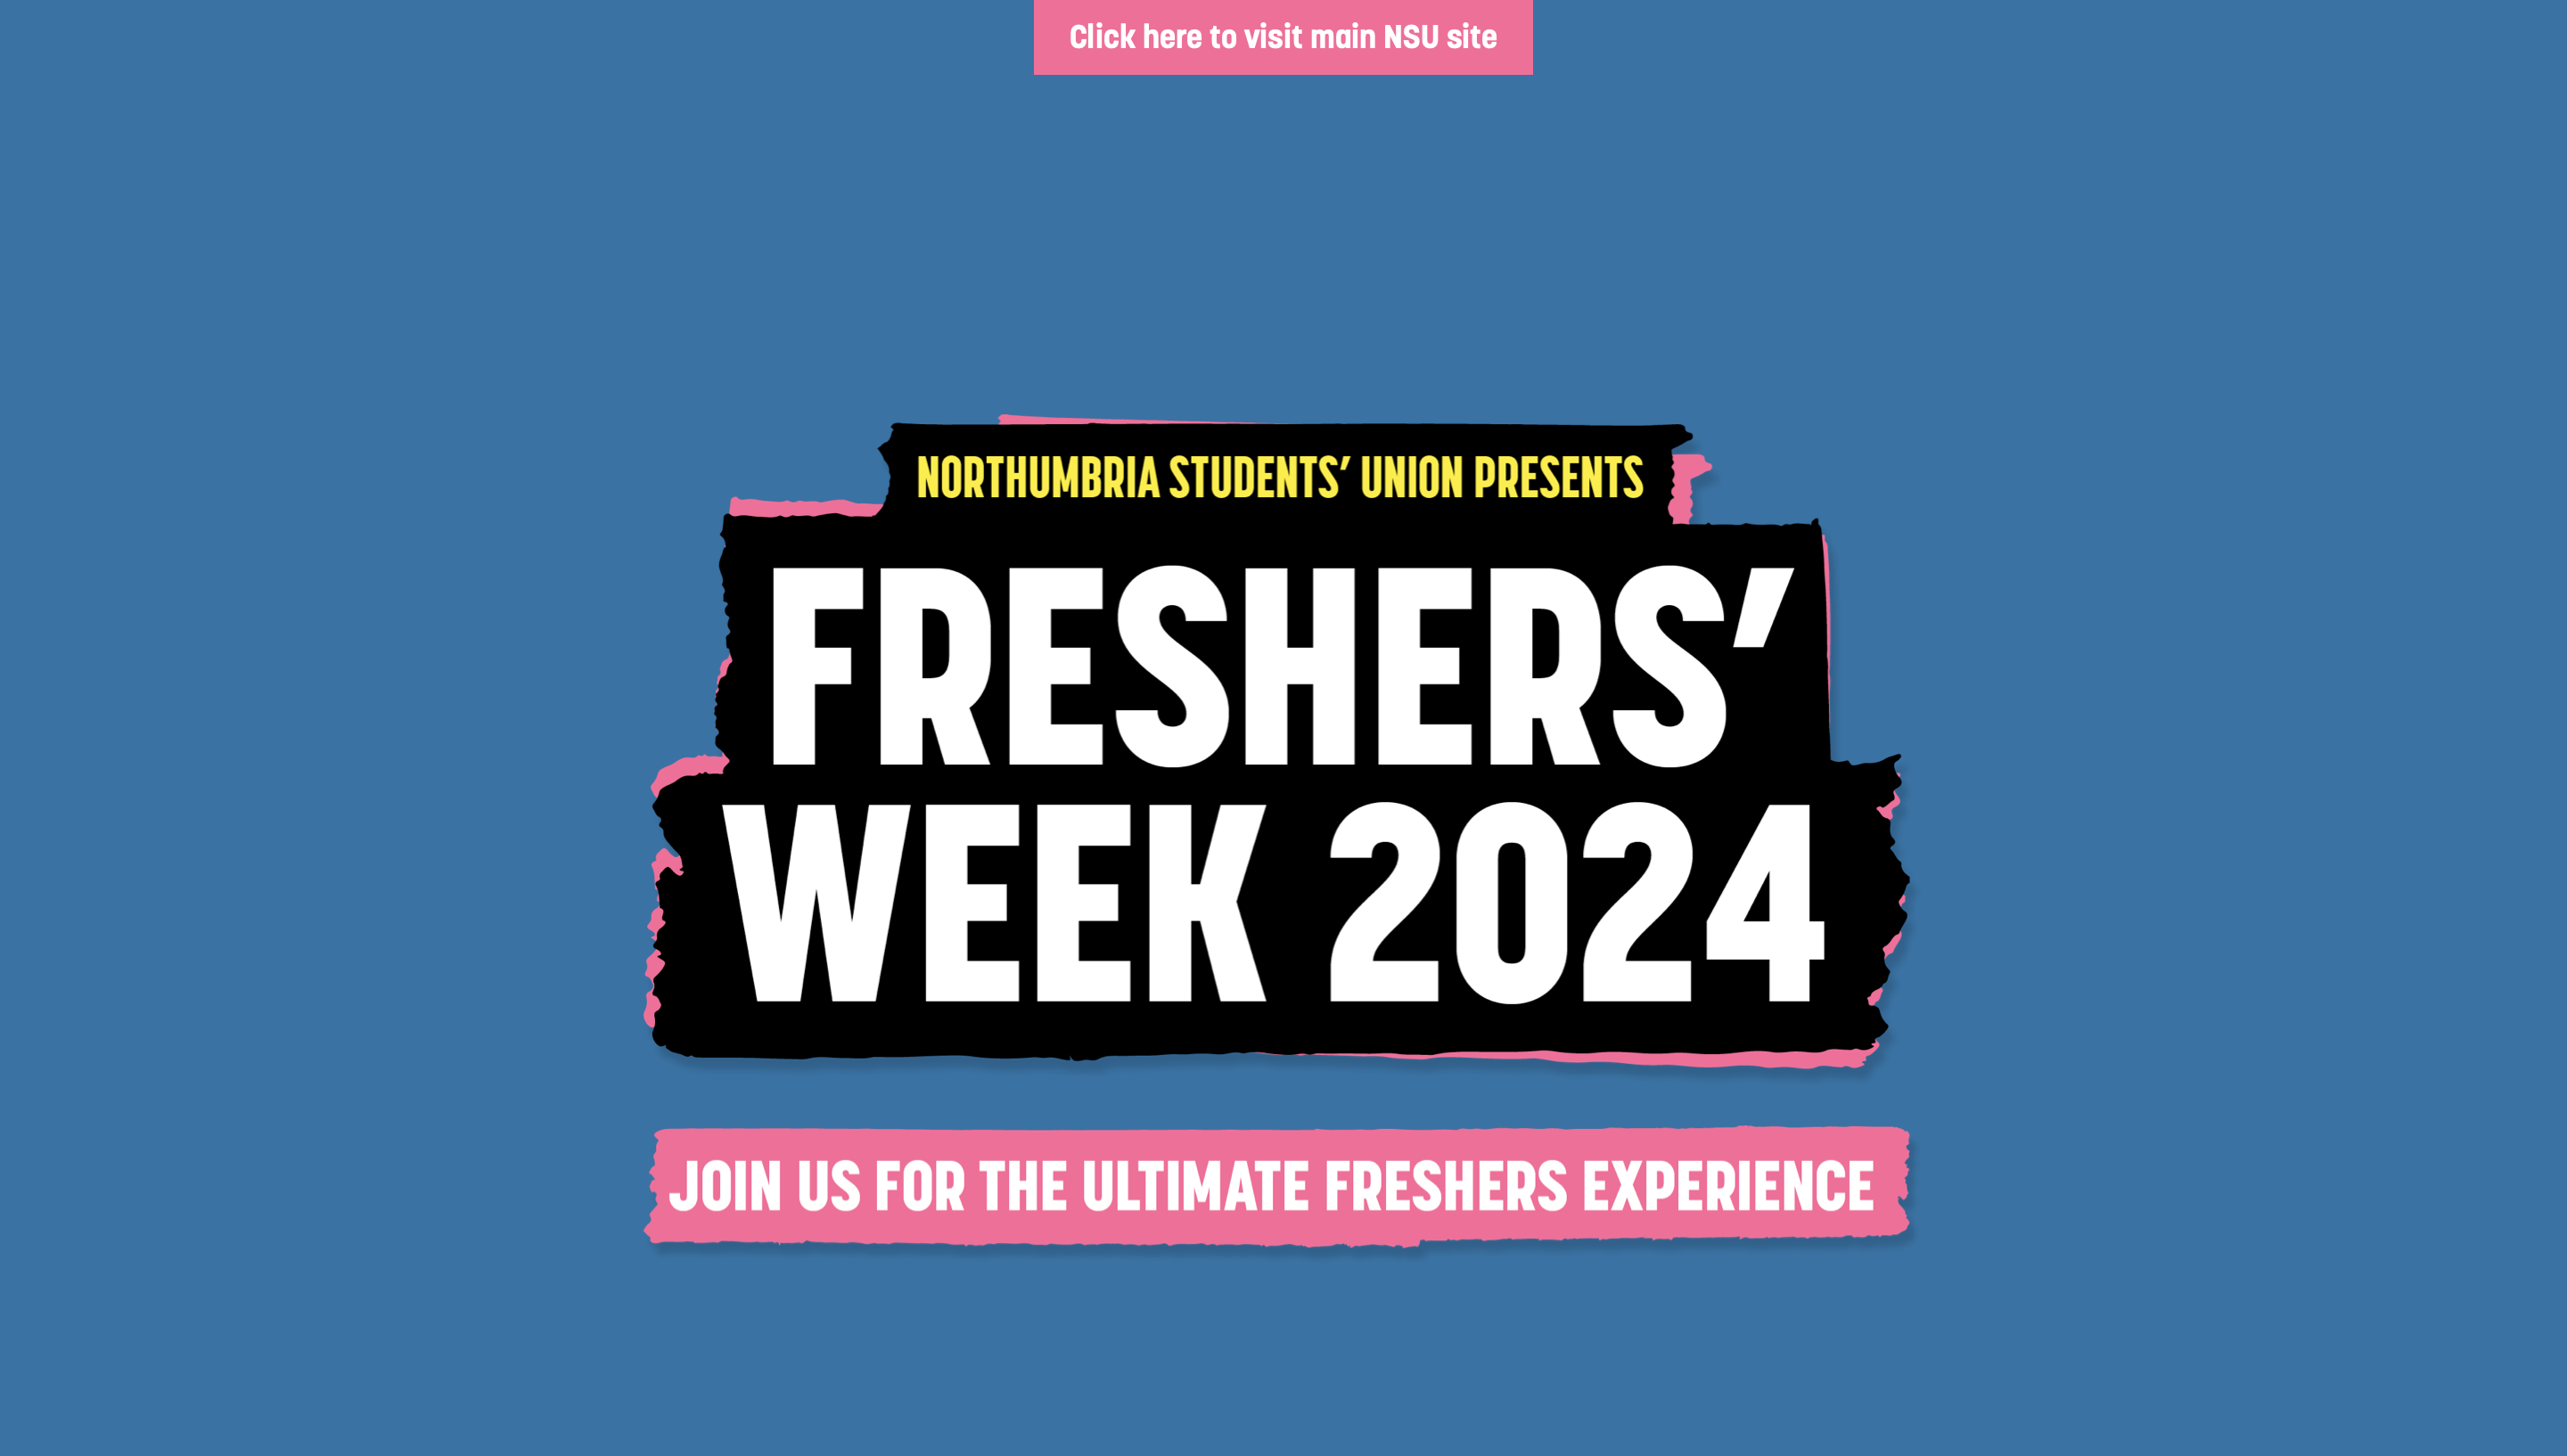 Click here to visit main NSU site
NORTHUMBRIA STUDENTS’ UNION PRESENTS
FRESHERS’
WEEK 2024
JOIN US FOR THE ULTIMATE FRESHERS EXPERIENCE